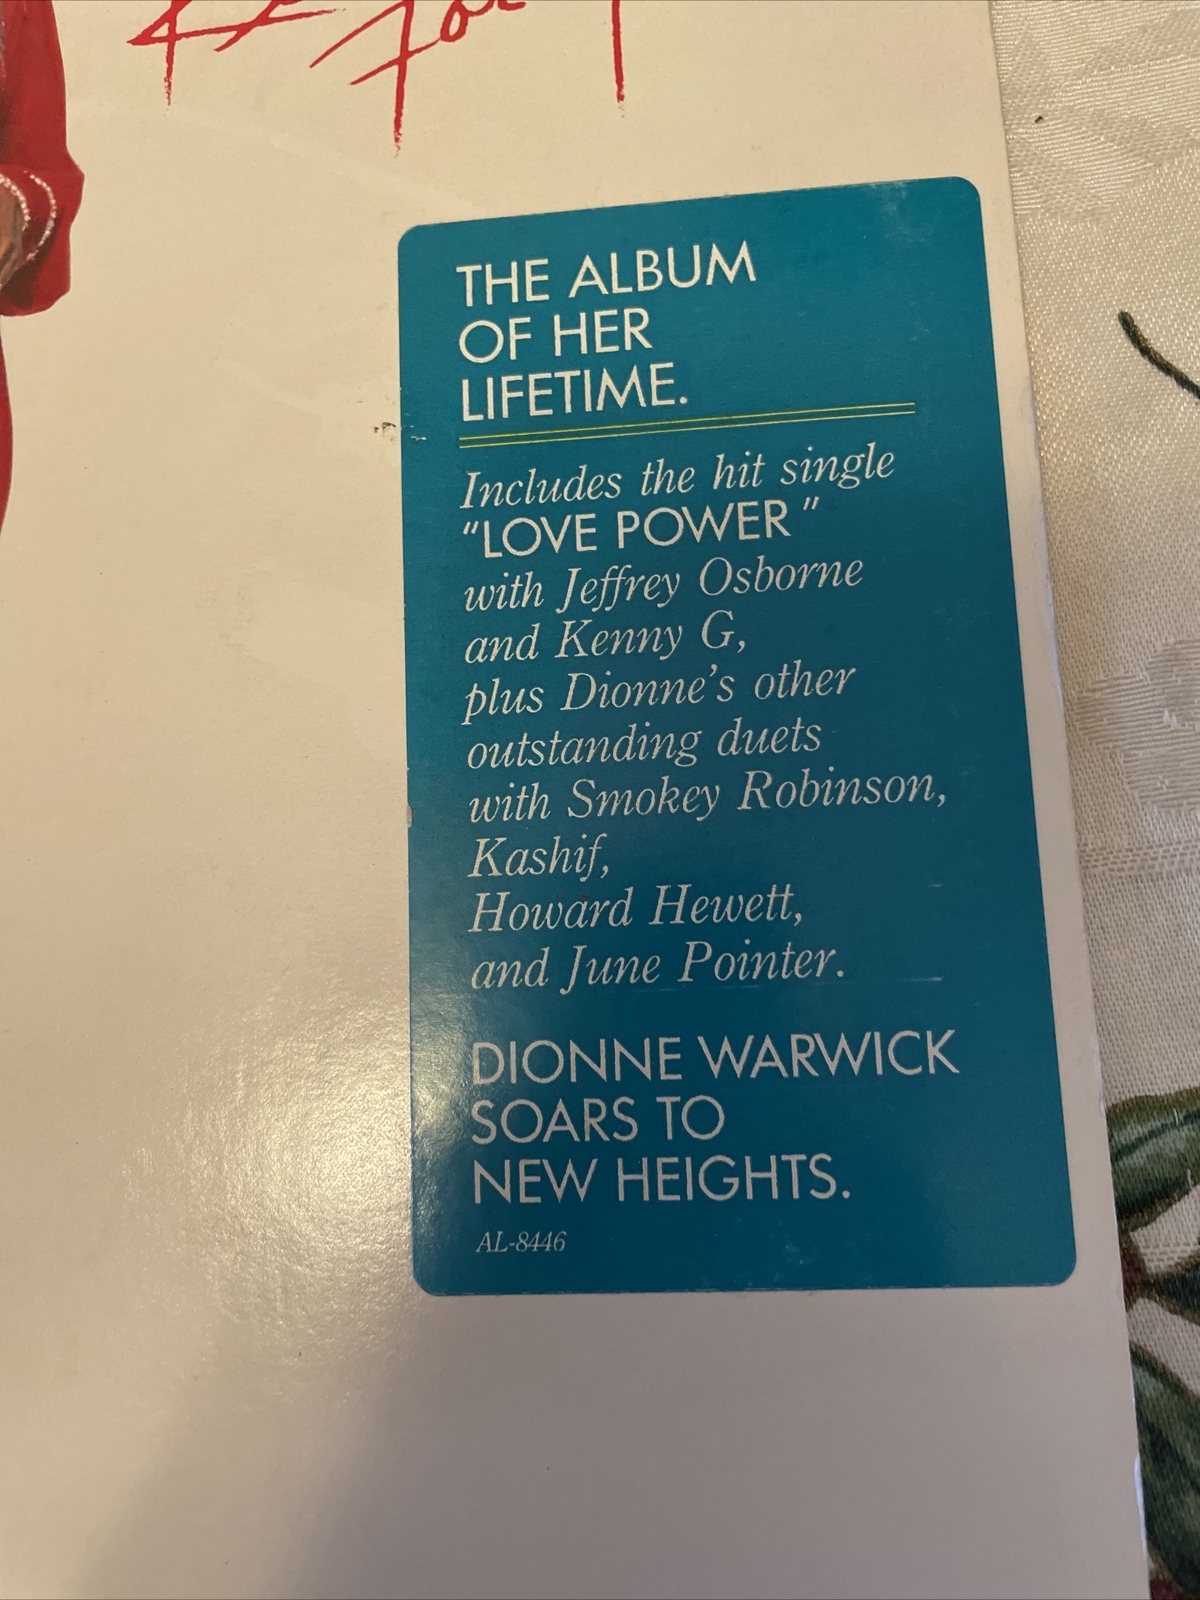 For
THE ALBUM
OF HER
LIFETIME.
Includes the hit single
"LOVE POWER"
with Jeffrey Osborne
and Kenny G,
plus Dionne's other
outstanding duets
with Smokey Robinson,
Kashif,
Howard Hewett,
and June Pointer.
DIONNE WARWICK
SOARS TO
NEW HEIGHTS.
AL-8446